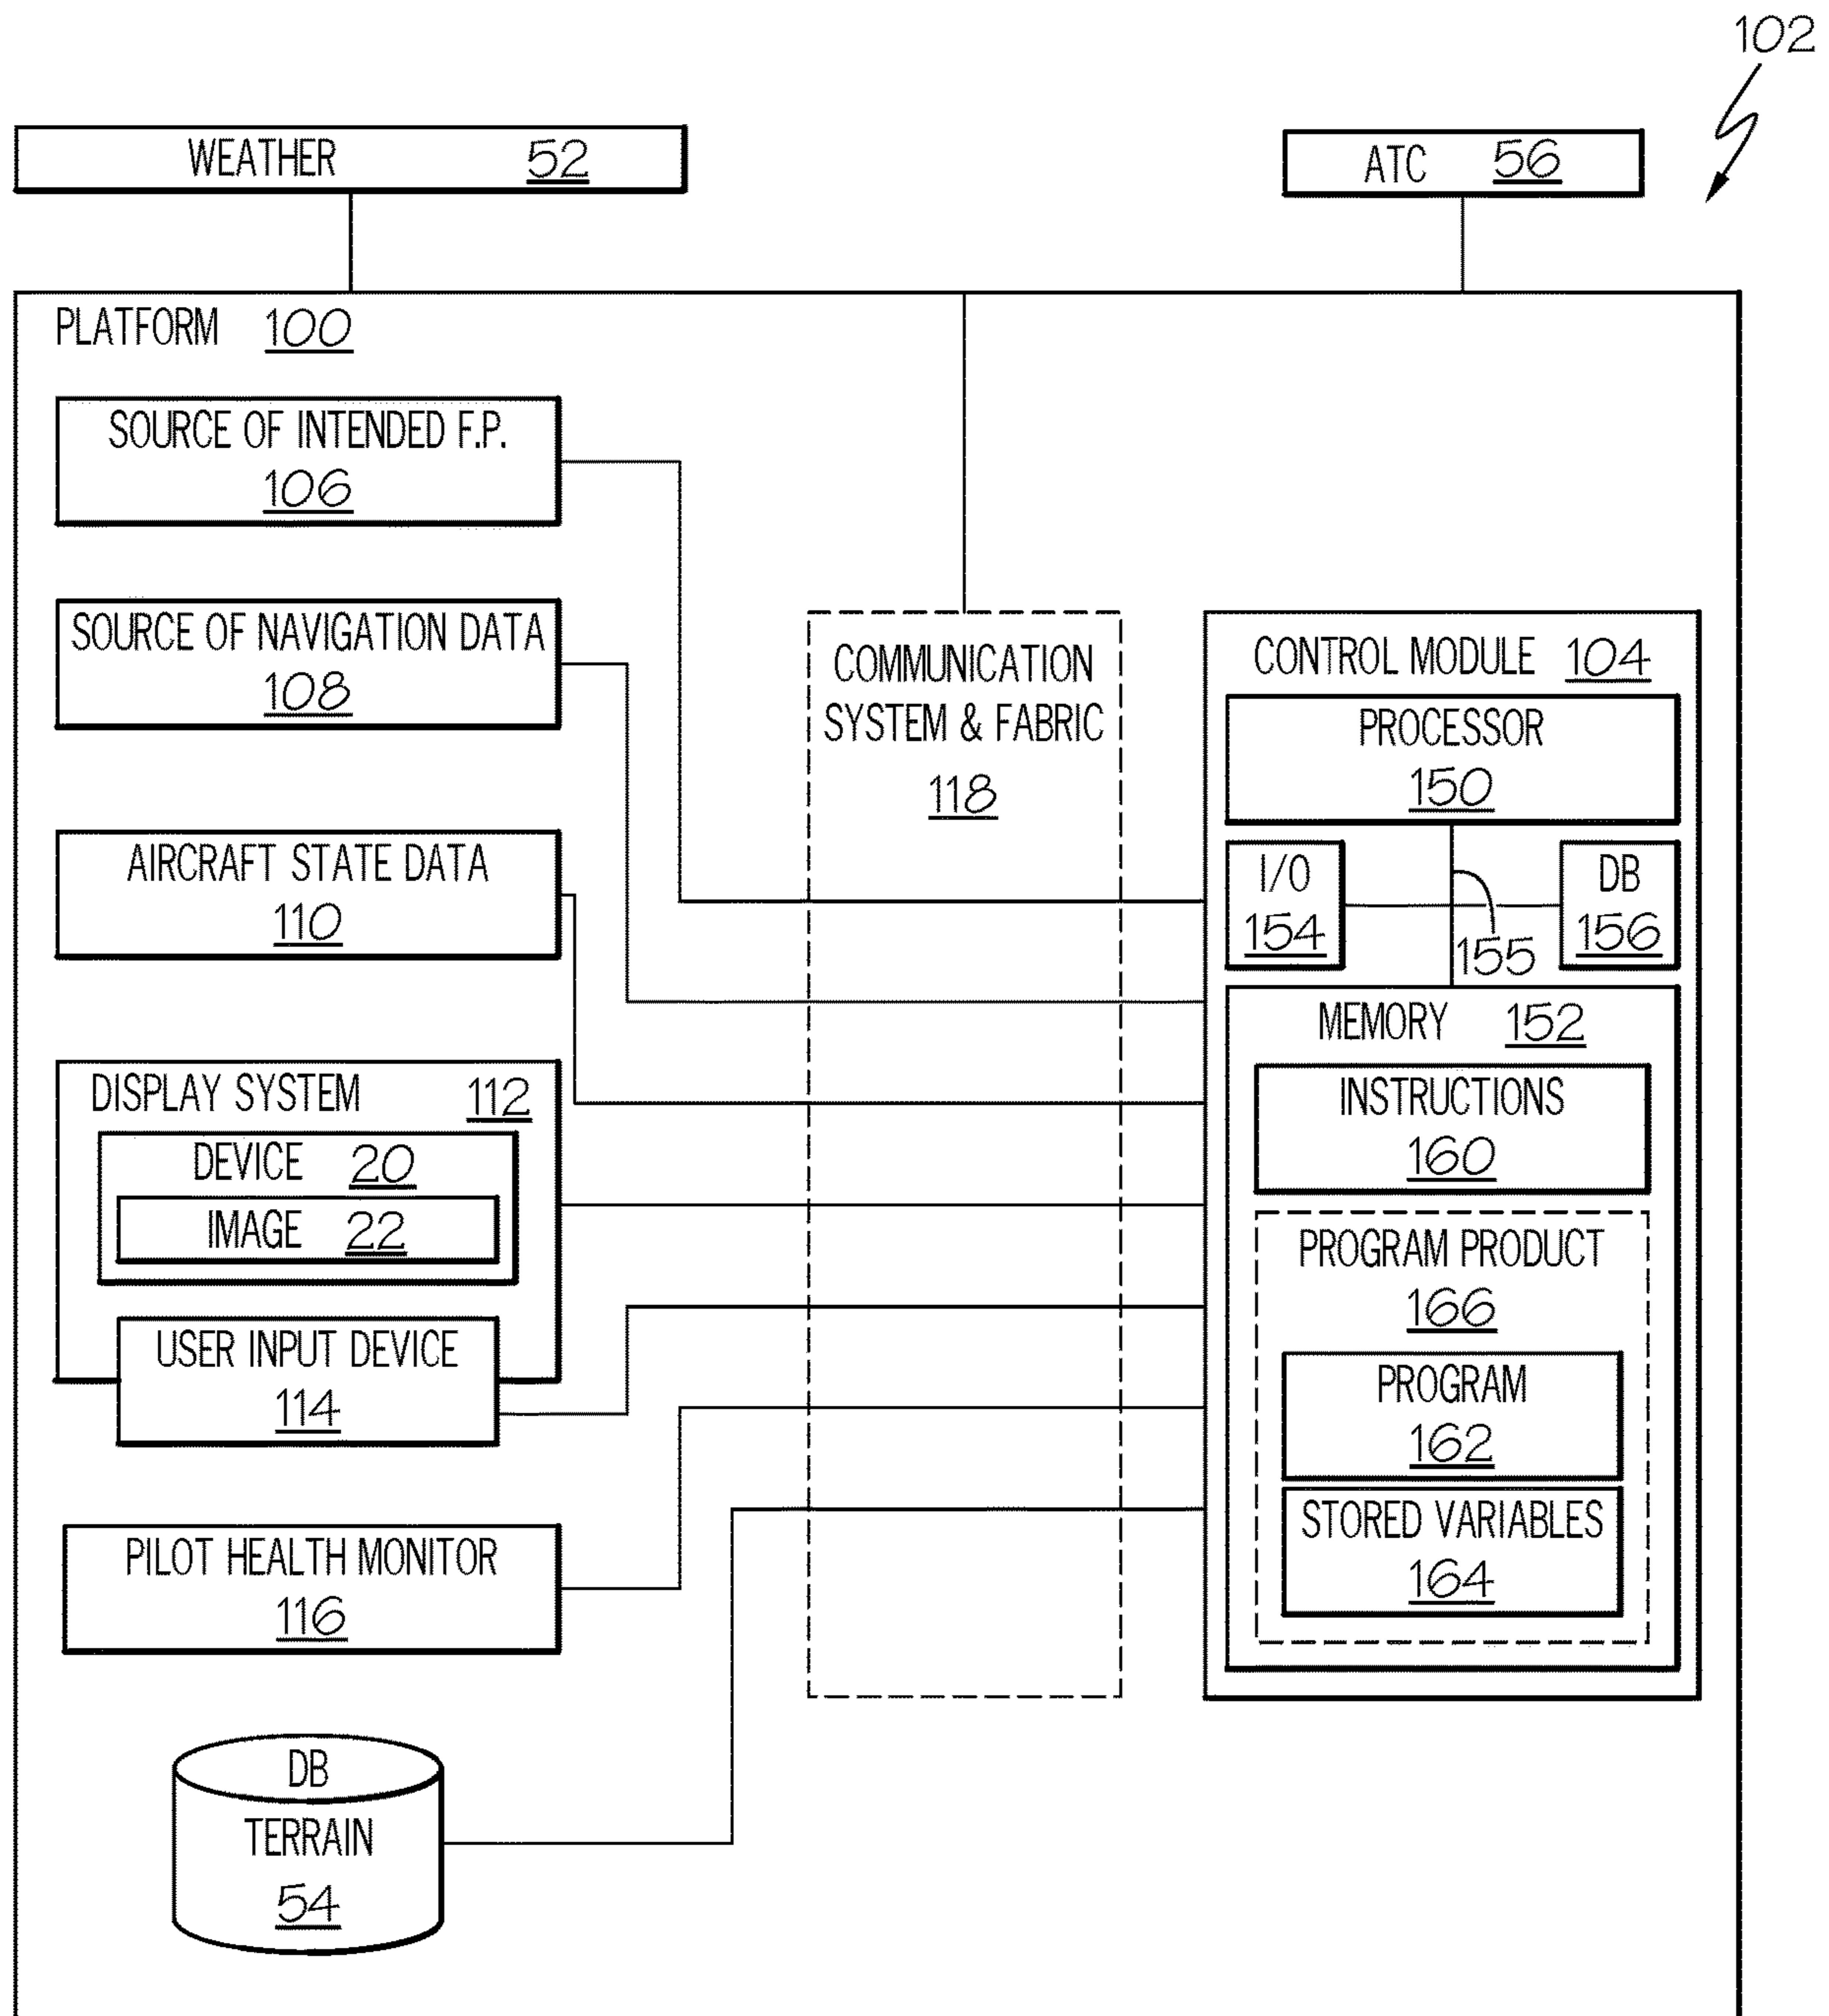 102
WEATHER 52
ATC 56
PLATFORM 100
SOURCE OF INTENDED F.P.
106
SOURCE OF NAVIGATION DATA
108
AIRCRAFT STATE DATA
110
DISPLAY SYSTEM 112
DEVICE 20
IMAGE 22
USER INPUT DEVICE
114
PILOT HEALTH MONITOR
116
DB
TERRAIN
54
COMMUNICATION
SYSTEM & FABRIC
118
CONTROL MODULE 104
PROCESSOR
150
I/O
154
155
DB
156
MEMORY 152
INSTRUCTIONS
160
PROGRAM PRODUCT
166
PROGRAM
162
STORED VARIABLES
164